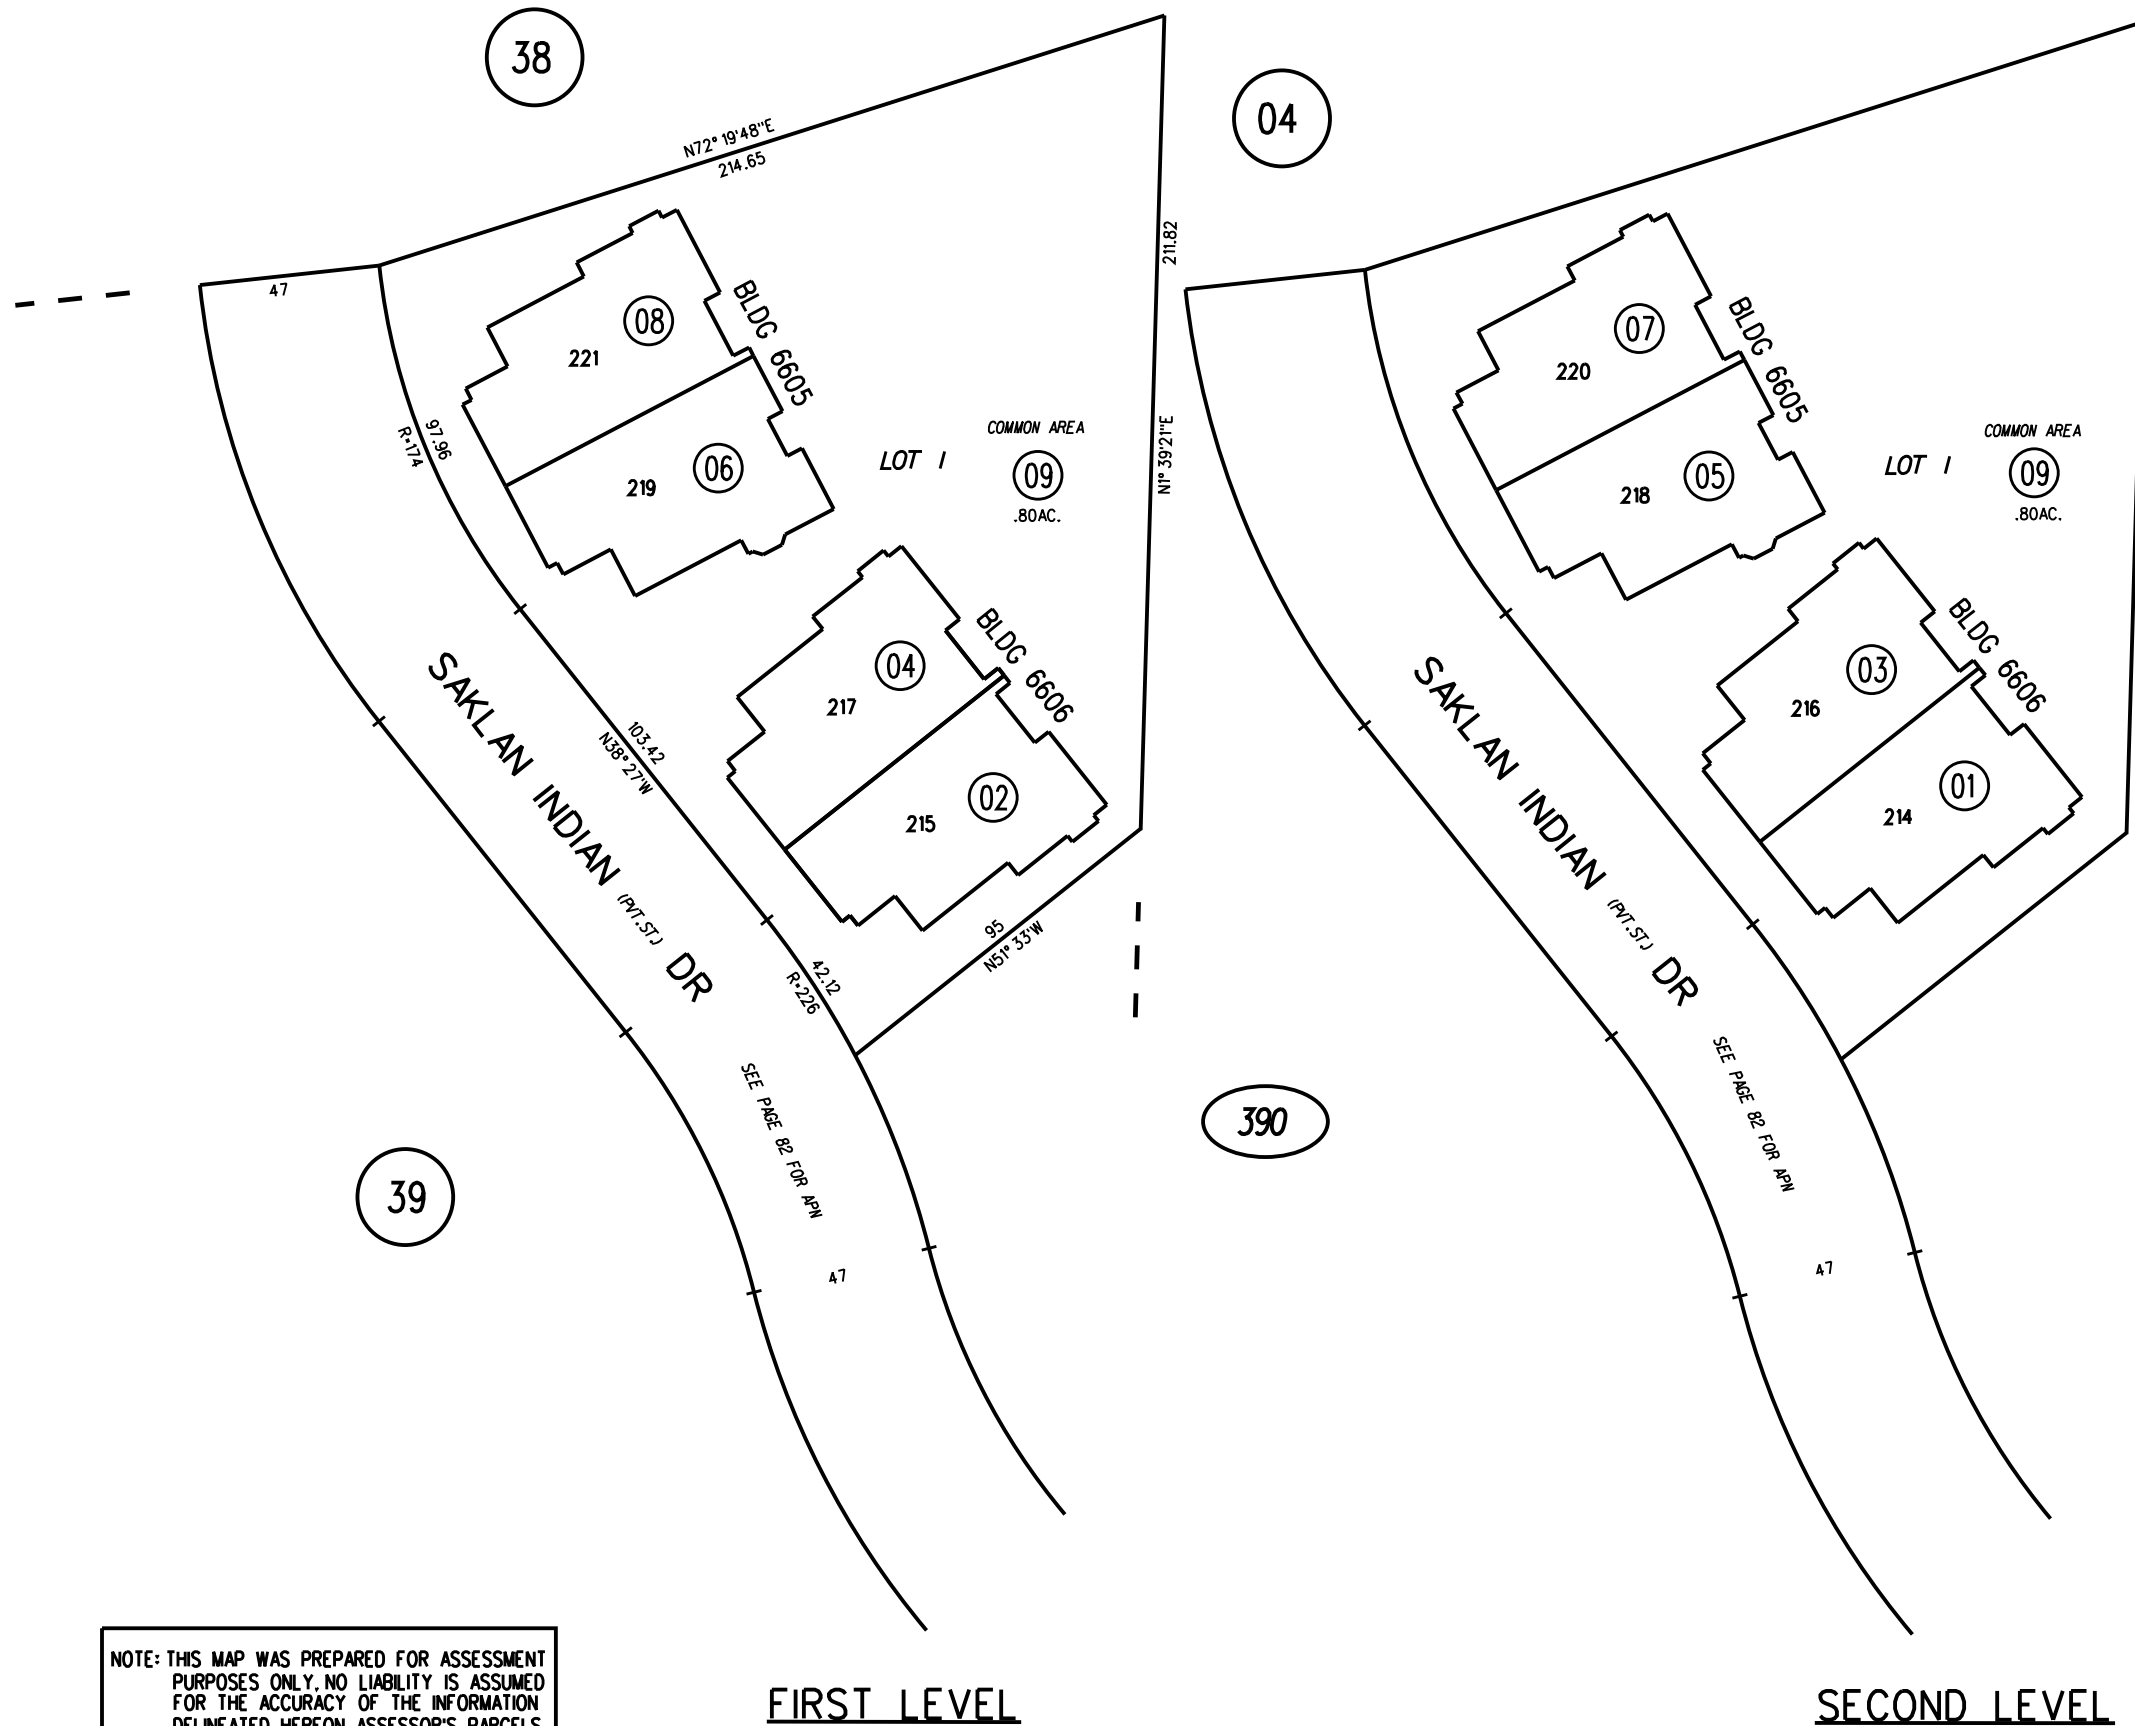 38
04
N72° 19'48"E
214.65
211.82
N1° 39'21"E
47
08
221
BLDG 6605
06
219
97.96
R=174
LOT 1
COMMON AREA
09
.80AC.
04
217
BLDG 6606
02
215
103.42
N38° 27'W
SAKLAN INDIAN (PVT.ST.) DR
95
N51° 33'W
42.12
R=226
SEE PAGE 82 FOR APN
47
39
390
07
220
BLDG 6605
05
218
LOT 1
COMMON AREA
09
.80AC.
03
216
BLDG 6606
01
214
SAKLAN INDIAN (PVT.ST.) DR
SEE PAGE 82 FOR APN
47
NOTE: THIS MAP WAS PREPARED FOR ASSESSMENT
PURPOSES ONLY. NO LIABILITY IS ASSUMED
FOR THE ACCURACY OF THE INFORMATION
DELINEATED HEREON. ASSESSOR'S PARCELS
FIRST LEVEL
SECOND LEVEL